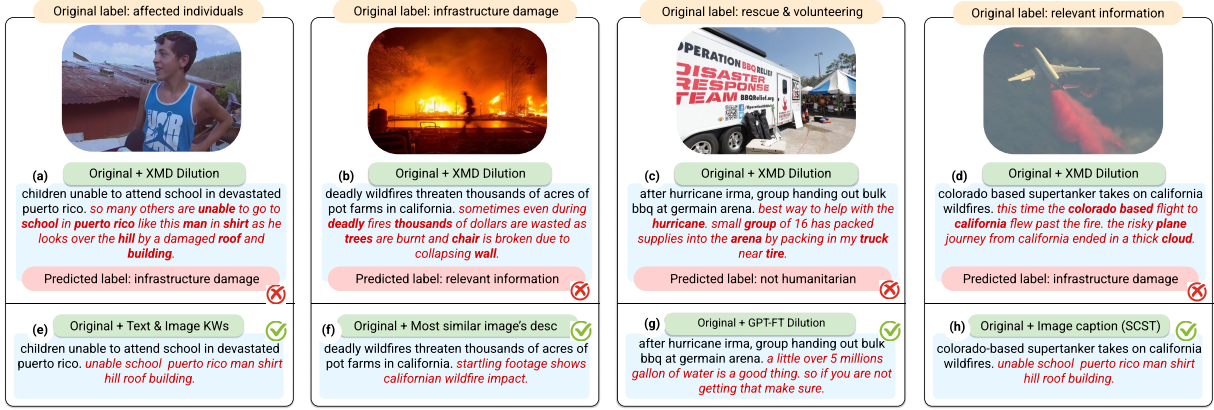 Original label: affected individuals
(a)
Original + XMD Dilution
children unable to attend school in devastated
puerto rico. so many others are unable to go to
school in puerto rico like this man in shirt as he
looks over the hill by a damaged roof and
building.
Predicted label: infrastructure damage
(e)
Original + Text & Image KWs
children unable to attend school in devastated
puerto rico. unable school puerto rico man shirt
hill roof building.
Original label: infrastructure damage
(b)
Original + XMD Dilution
deadly wildfires threaten thousands of acres of
pot farms in california. sometimes even during
deadly fires thousands of dollars are wasted as
trees are burnt and chair is broken due to
collapsing wall.
Predicted label: relevant information
(f)
Original + Most similar image's desc
deadly wildfires threaten thousands of acres of
pot farms in california. startling footage shows
californian wildfire impact.
Original label: rescue & volunteering
OPERATION BBQ RELIEF
DISASTER
RESPONSE
TEAM BBQRelief.org
(c)
Original + XMD Dilution
after hurricane irma, group handing out bulk
bbq at germain arena. best way to help with the
hurricane. small group of 16 has packed
supplies into the arena by packing in my truck
near tire.
Predicted label: not humanitarian
(g)
Original + GPT-FT Dilution
after hurricane irma, group handing out bulk
bbq at germain arena. a little over 5 millions
gallon of water is a good thing. so if you are not
getting that make sure.
Original label: relevant information
(d)
Original + XMD Dilution
colorado based supertanker takes on california
wildfires. this time the colorado based flight to
california flew past the fire. the risky plane
journey from california ended in a thick cloud.
Predicted label: infrastructure damage
(h)
Original + Image caption (SCST)
colorado-based supertanker takes on california
wildfires. unable school puerto rico man shirt
hill roof building.